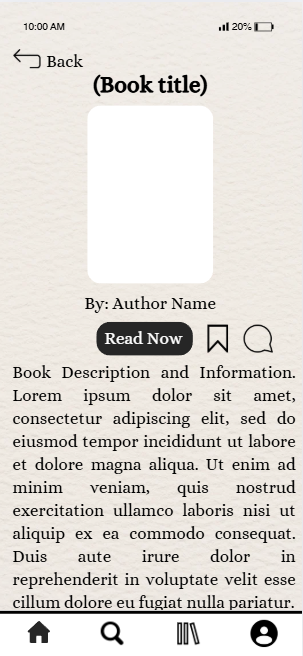 10:00 AM 20%
Back
(Book title)
By: Author Name
Read Now
Book Description and Information.
Lorem ipsum dolor sit amet,
consectetur adipiscing elit, sed do
eiusmod tempor incididunt ut labore
et dolore magna aliqua. Ut enim ad
minim veniam, quis nostrud
exercitation ullamco laboris nisi ut
aliquip ex ea commodo consequat.
Duis aute irure dolor in
reprehenderit in voluptate velit esse
cillum dolore eu fugiat nulla pariatur.